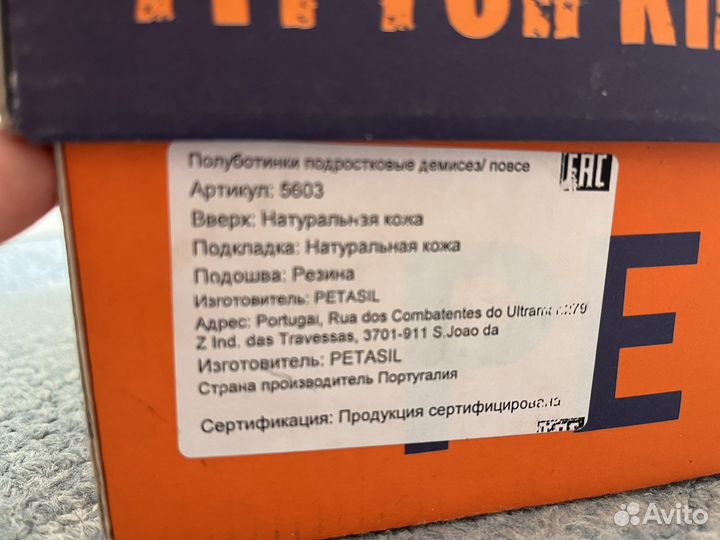 Полуботинки подростковые демисез/ повсе
ЕАС
Артикул: 5603
Вверх: Натуральная кожа
Подкладка: Натуральная кожа
Подошва: Резина
Изготовитель: PETASIL
Адрес: Portugal, Rua dos Combatentes do
Z Ind. das Travessas, 3701-911 S.Joao da
Изготовитель: PETASIL
Страна производитель Португалия
Сертификация: Продукция сертифицирована
PE
Avito